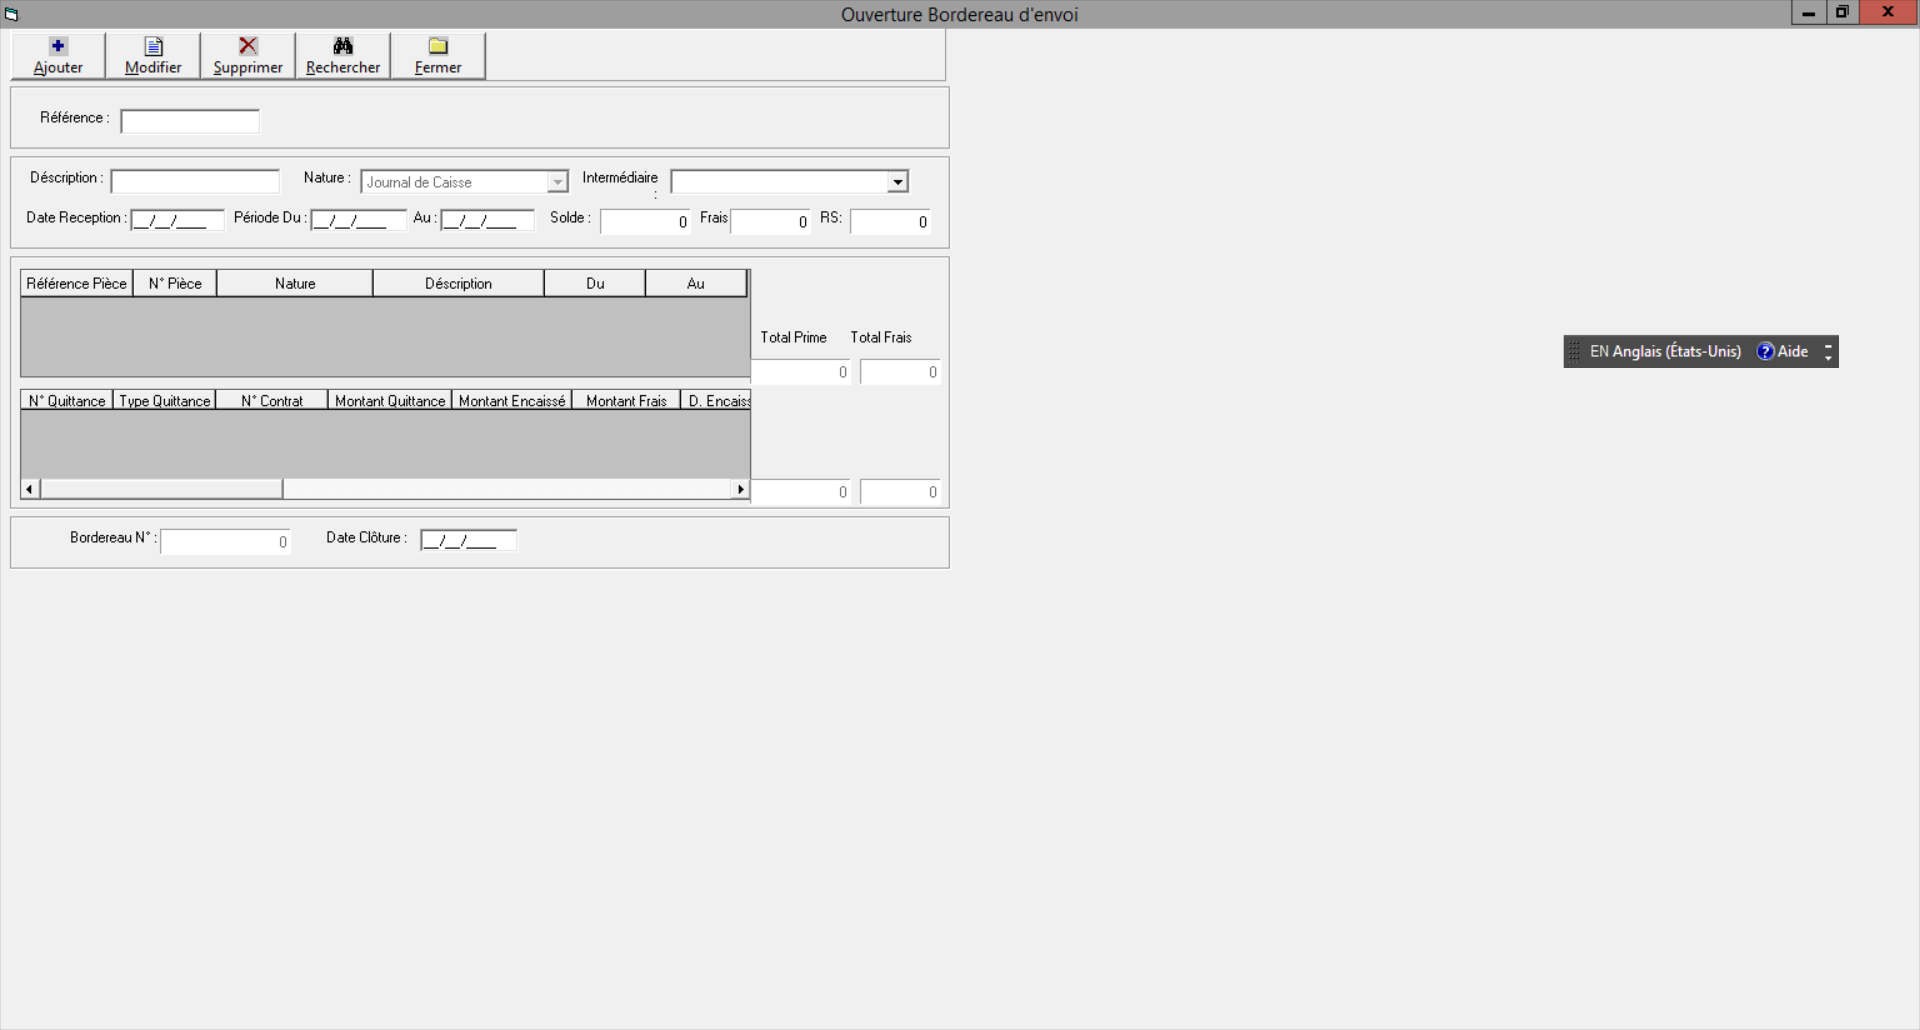 Ouverture Bordereau d'envoi
Ajouter Modifier Supprimer Rechercher Fermer
Référence :
Déscription : Nature : Journal de Caisse Intermédiaire :
Date Reception : __/__/____ Période Du : __/__/____ Au : __/__/____ Solde : 0 Frais 0 RS: 0
Référence Pièce N° Pièce Nature Déscription Du Au
Total Prime Total Frais
0 0
EN Anglais (États-Unis) ? Aide
N° Quittance Type Quittance N° Contrat Montant Quittance Montant Encaissé Montant Frais D. Encaiss
0 0
Bordereau N° : 0 Date Clôture : __/__/____